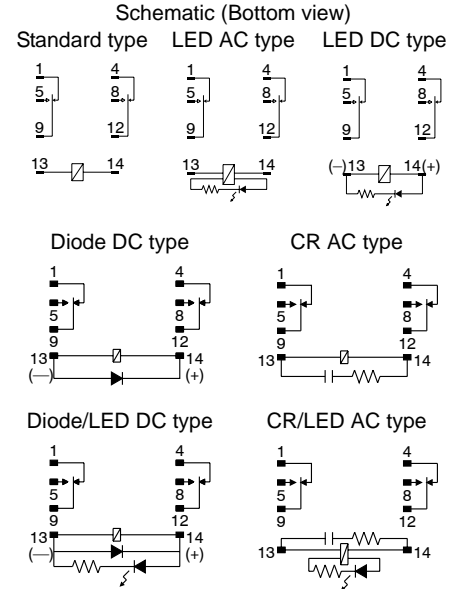 Schematic (Bottom view)
Standard type LED AC type LED DC type
1 4 1 4 1 4
5 8 5 8 5 8
9 12 9 12 9 12
13 14 13 14 (–)13 14(+)
Diode DC type CR AC type
1 4 1 4
5 8 5 8
9 12 9 12
13 14 13 14
(—) (+)
Diode/LED DC type CR/LED AC type
1 4 1 4
5 8 5 8
9 12 9 12
13 14 13 14
(—) (+)